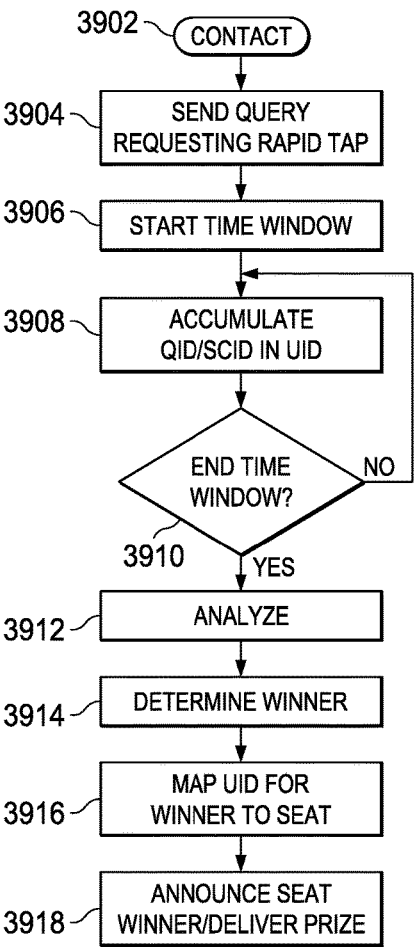 3902
CONTACT
3904
SEND QUERY
REQUESTING RAPID TAP
3906
START TIME WINDOW
3908
ACCUMULATE
QID/SCID IN UID
END TIME
WINDOW?
NO
3910
YES
3912
ANALYZE
3914
DETERMINE WINNER
3916
MAP UID FOR
WINNER TO SEAT
3918
ANNOUNCE SEAT
WINNER/DELIVER PRIZE